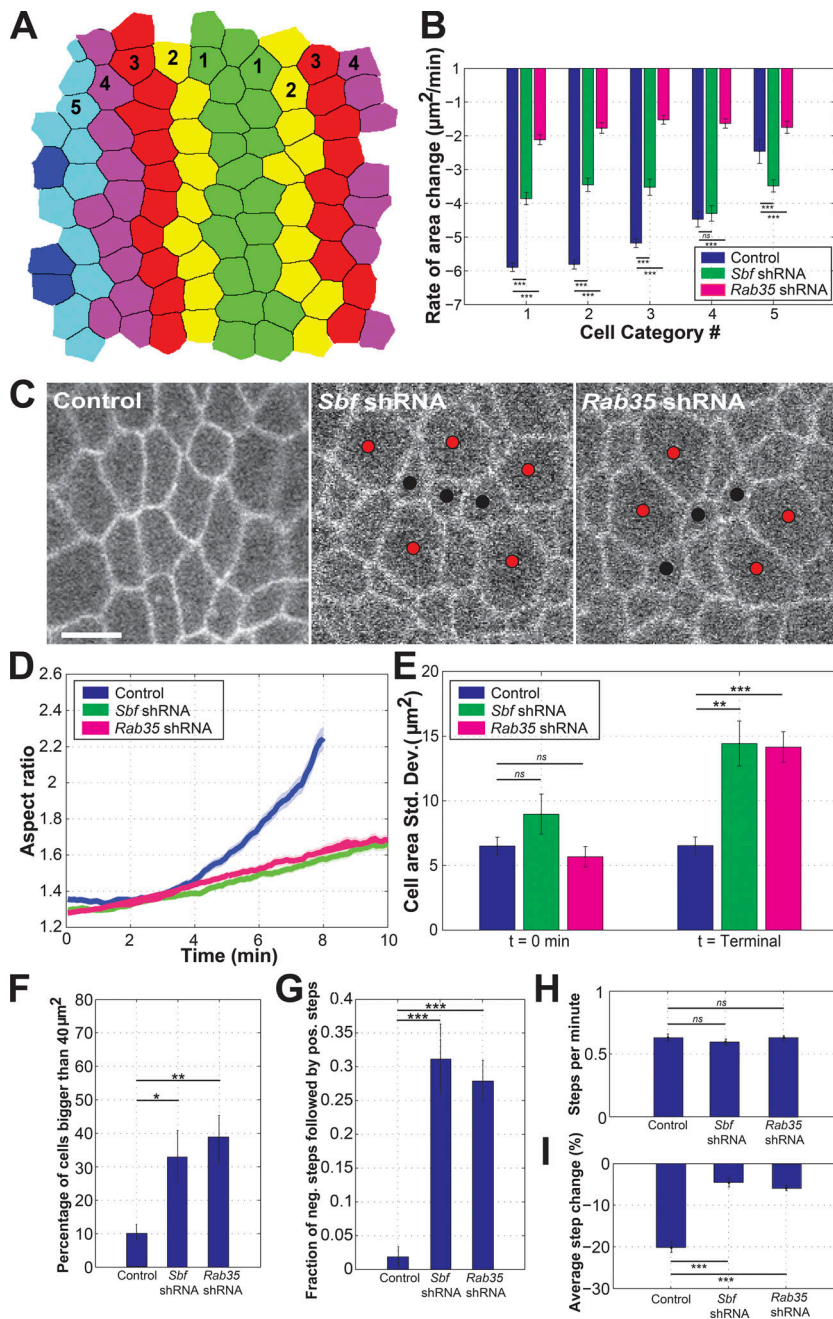 A
5 4 3 2 1 1 2 3 4
B
Rate of area change (µm²/min)
1
−1
−2
−3
−4
−5
−6
−7
*** *** *** *** *** *** ns *** *** ***
Control
Sbf shRNA
Rab35 shRNA
1 2 3 4 5
Cell Category #
C
Control
Sbf shRNA
Rab35 shRNA
D
Aspect ratio
2.6
2.4
2.2
2
1.8
1.6
1.4
1.2
Control
Sbf shRNA
Rab35 shRNA
0 2 4 6 8 10
Time (min)
E
Cell area Std. Dev.(µm²)
20
15
10
5
0
Control
Sbf shRNA
Rab35 shRNA
ns
ns
***
**
t = 0 min t = Terminal
F
Percentage of cells bigger than 40µm²
80
70
60
50
40
30
20
10
0
**
*
Control Sbf shRNA Rab35 shRNA
G
Fraction of neg. steps followed by pos. steps
0.4
0.35
0.3
0.25
0.2
0.15
0.1
0.05
0
***
***
Control Sbf shRNA Rab35 shRNA
H
Steps per minute
1
0.5
0
ns
ns
Control Sbf shRNA Rab35 shRNA
I
Average step change (%)
0
−10
−20
−30
***
***
Control Sbf shRNA Rab35 shRNA